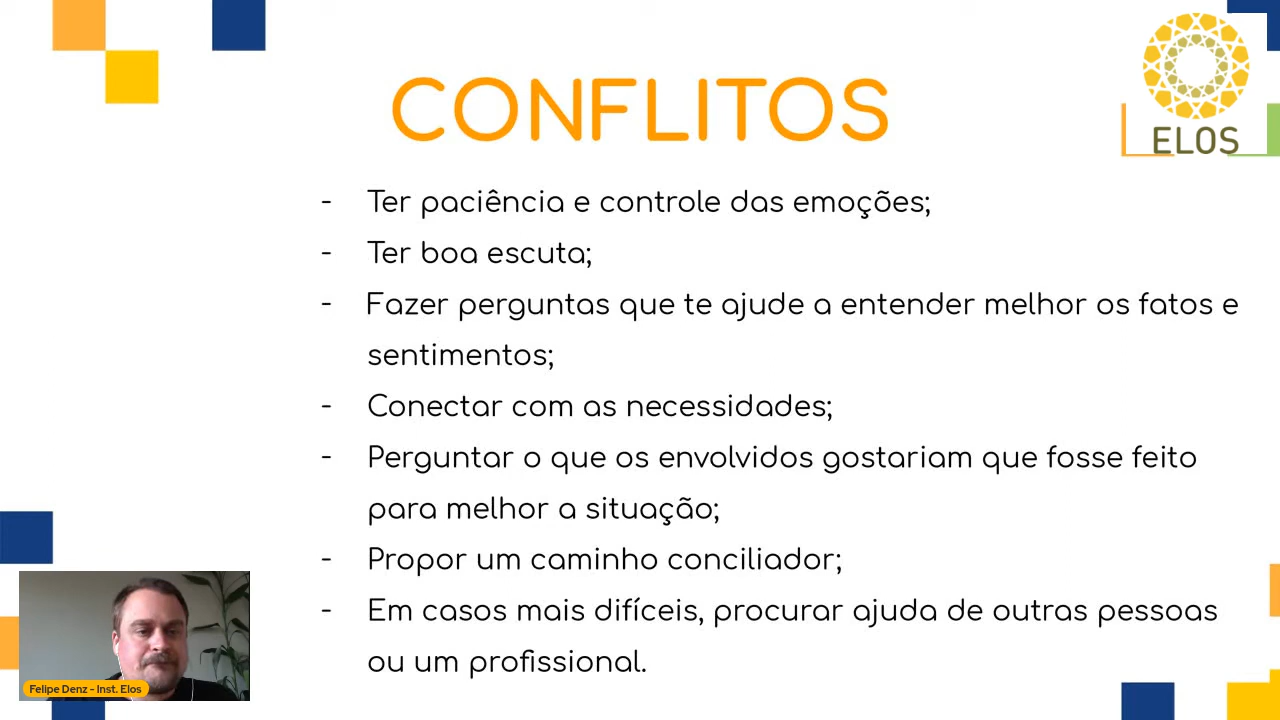 CONFLITOS
ELOS
- Ter paciência e controle das emoções;
- Ter boa escuta;
- Fazer perguntas que te ajude a entender melhor os fatos e
sentimentos;
- Conectar com as necessidades;
- Perguntar o que os envolvidos gostariam que fosse feito
para melhor a situação;
- Propor um caminho conciliador;
- Em casos mais difíceis, procurar ajuda de outras pessoas
ou um profissional.
Felipe Denz - Inst. Elos